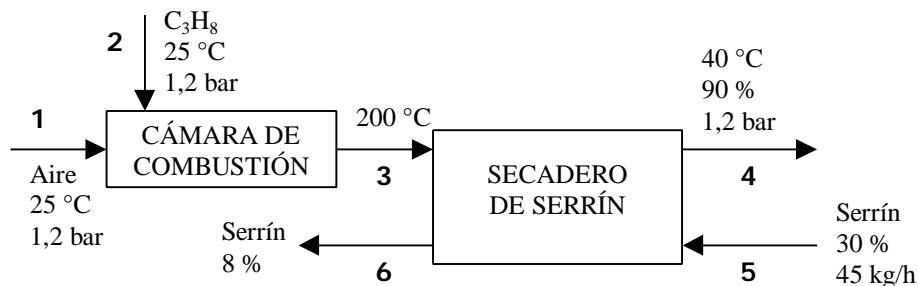 2
C₃H₈
25 °C
1,2 bar
1
Aire
25 °C
1,2 bar
CÁMARA DE
COMBUSTIÓN
200 °C
3
SECADERO
DE SERRÍN
40 °C
90 %
1,2 bar
4
Serrín
8 %
6
5
Serrín
30 %
45 kg/h